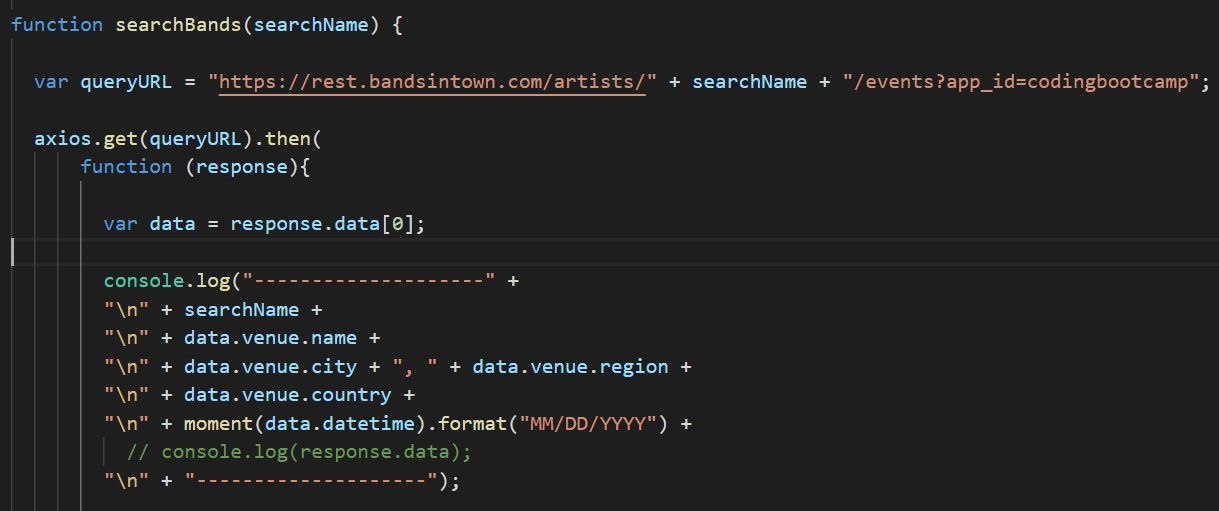 function searchBands(searchName) {
var queryURL = "https://rest.bandsintown.com/artists/" + searchName + "/events?app_id=codingbootcamp";
axios.get(queryURL).then(
function (response){
var data = response.data[0];
console.log("--------------------" +
"\n" + searchName +
"\n" + data.venue.name +
"\n" + data.venue.city + ", " + data.venue.region +
"\n" + data.venue.country +
"\n" + moment(data.datetime).format("MM/DD/YYYY") +
// console.log(response.data);
"\n" + "--------------------");